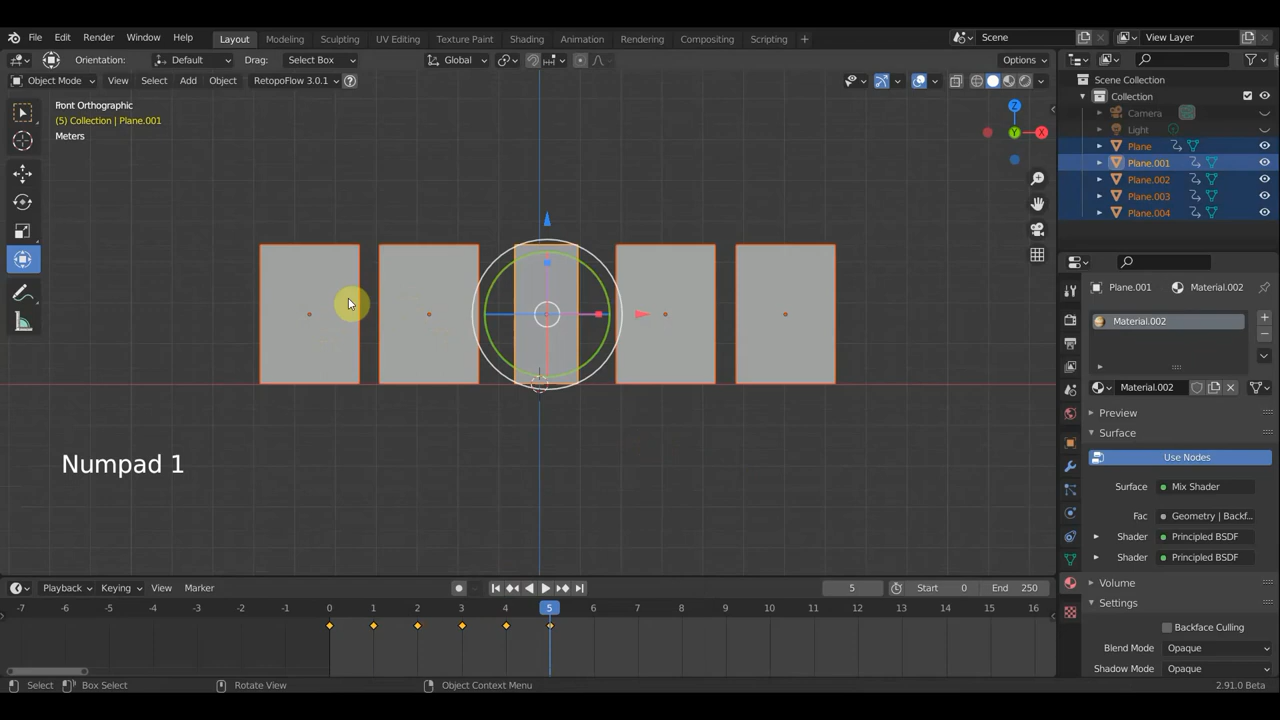 File Edit Render Window Help Layout Modeling Sculpting UV Editing Texture Paint Shading Animation Rendering Compositing Scripting + Scene View Layer
Orientation: Default Drag: Select Box Global Options
Object Mode View Select Add Object RetopoFlow 3.0.1 ?
Front Orthographic
(5) Collection | Plane.001
Meters
Z
Y
X
Numpad 1
Scene Collection
Collection
Camera
Light
Plane
Plane.001
Plane.002
Plane.003
Plane.004
Plane.001 Material.002
Material.002
Material.002
Preview
Surface
Use Nodes
Surface Mix Shader
Fac Geometry | Backf...
Shader Principled BSDF
Shader Principled BSDF
Volume
Settings
Backface Culling
Blend Mode Opaque
Shadow Mode Opaque
Playback Keying View Marker 5 Start 0 End 250
-7 -6 -5 -4 -3 -2 -1 0 1 2 3 4 5 6 7 8 9 10 11 12 13 14 15 16
Select Box Select Rotate View Object Context Menu 2.91.0 Beta